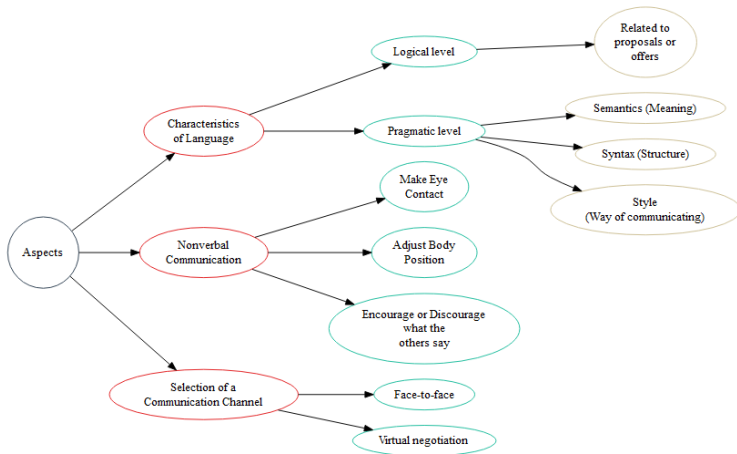 Aspects
Characteristics
of Language
Logical level
Related to
proposals or
offers
Pragmatic level
Semantics (Meaning)
Syntax (Structure)
Style
(Way of communicating)
Nonverbal
Communication
Make Eye
Contact
Adjust Body
Position
Encourage or Discourage
what the
others say
Selection of a
Communication Channel
Face-to-face
Virtual negotiation